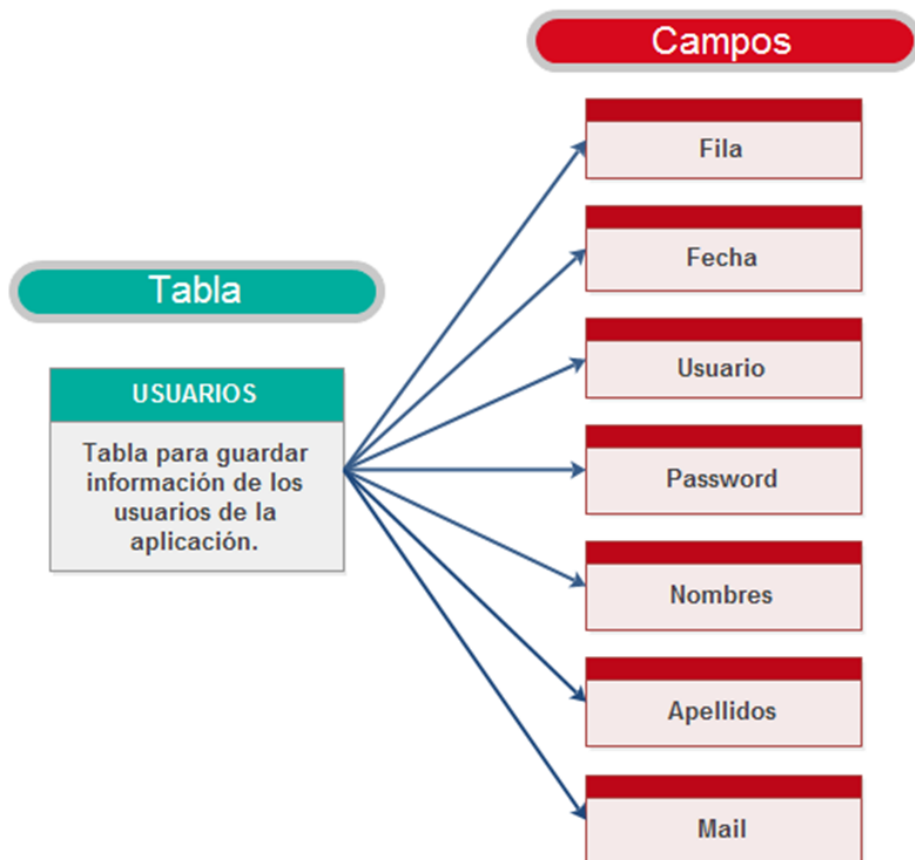 Campos
Fila
Fecha
Tabla
Usuario
USUARIOS
Tabla para guardar
información de los
usuarios de la
aplicación.
Password
Nombres
Apellidos
Mail